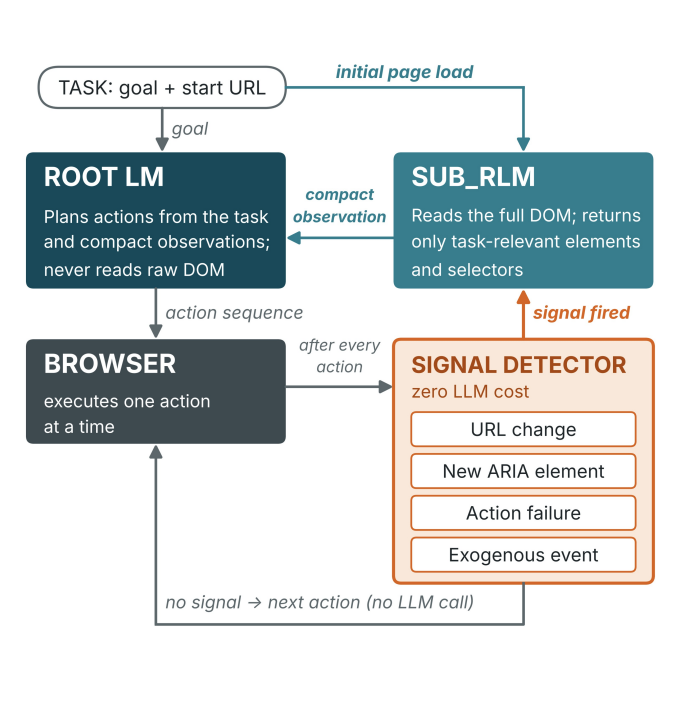 TASK: goal + start URL
initial page load
goal
ROOT LM
Plans actions from the task
and compact observations;
never reads raw DOM
compact
observation
SUB_RLM
Reads the full DOM; returns
only task-relevant elements
and selectors
action sequence
signal fired
BROWSER
executes one action
at a time
after every
action
SIGNAL DETECTOR
zero LLM cost
URL change
New ARIA element
Action failure
Exogenous event
no signal → next action (no LLM call)